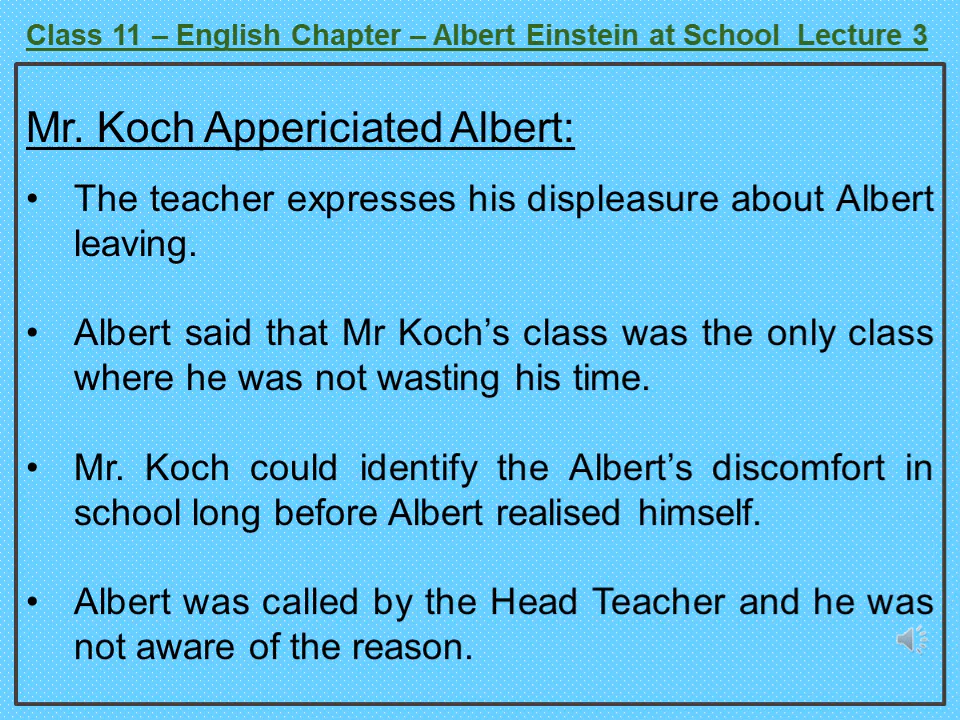 Class 11 – English Chapter – Albert Einstein at School Lecture 3
Mr. Koch Appericiated Albert:
• The teacher expresses his displeasure about Albert
leaving.
• Albert said that Mr Koch’s class was the only class
where he was not wasting his time.
• Mr. Koch could identify the Albert’s discomfort in
school long before Albert realised himself.
• Albert was called by the Head Teacher and he was
not aware of the reason.